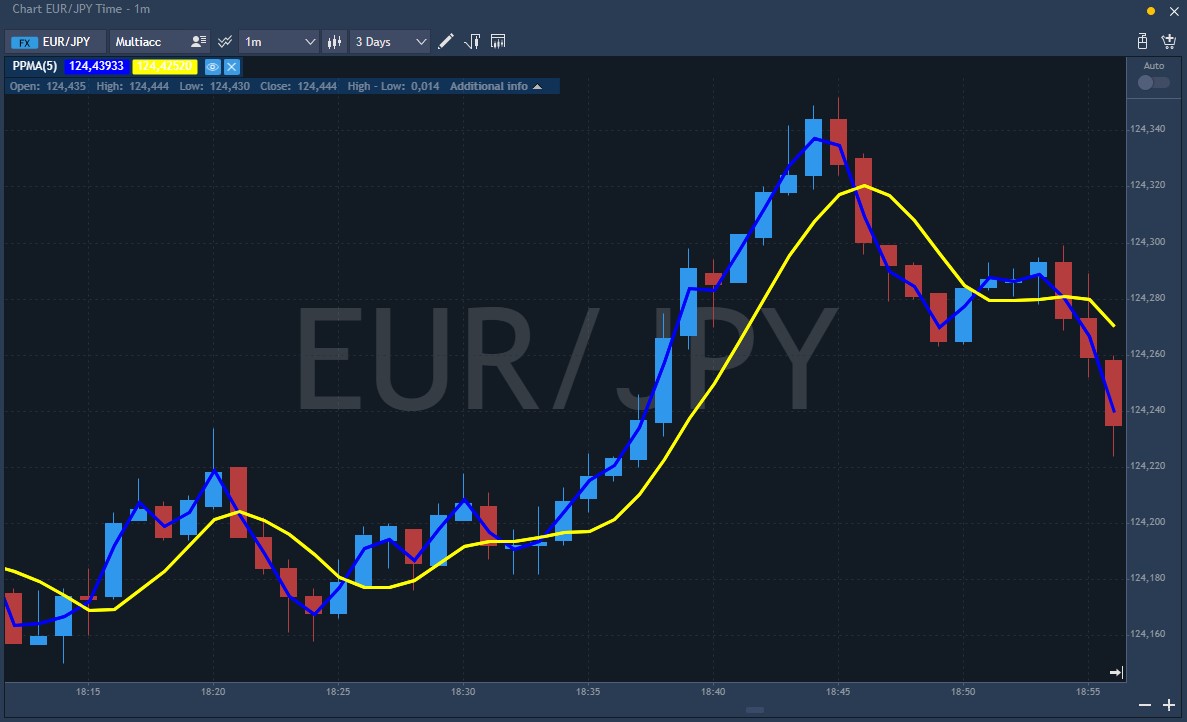 Chart EUR/JPY Time - 1m
FX EUR/JPY Multiacc 1m 3 Days
PPMA(5) 124,43933 124,42520
Auto
Open: 124,435 High: 124,444 Low: 124,430 Close: 124,444 High - Low: 0,014 Additional info
EUR/JPY
124,340
124,320
124,300
124,280
124,260
124,240
124,220
124,200
124,180
124,160
18:15 18:20 18:25 18:30 18:35 18:40 18:45 18:50 18:55